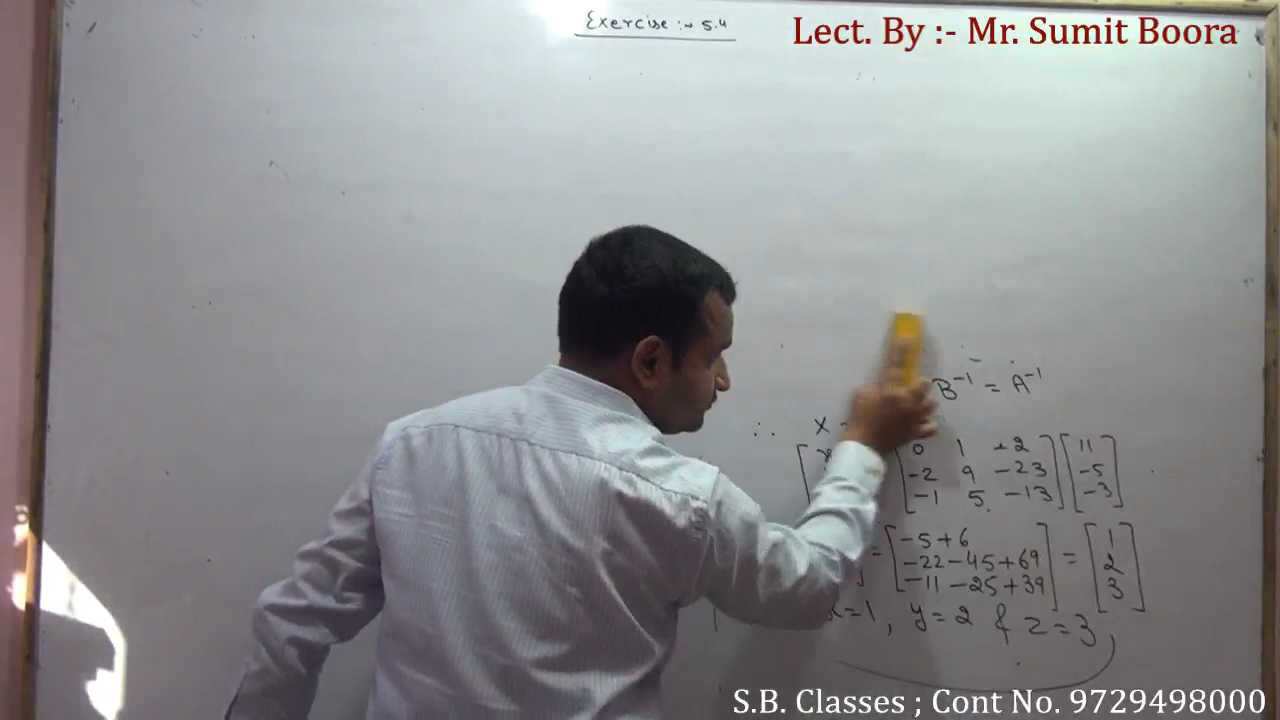 Exercise :- 5.4
Lect. By :- Mr. Sumit Boora
B⁻¹ = A⁻¹
∴ X
0 1 -2 11
-2 9 -23 -5
-1 5 -13 -3
= -5+6 = 1
-22-45+69 2
-11-25+39 3
x=1, y=2 & z=3
S.B. Classes ; Cont No. 9729498000